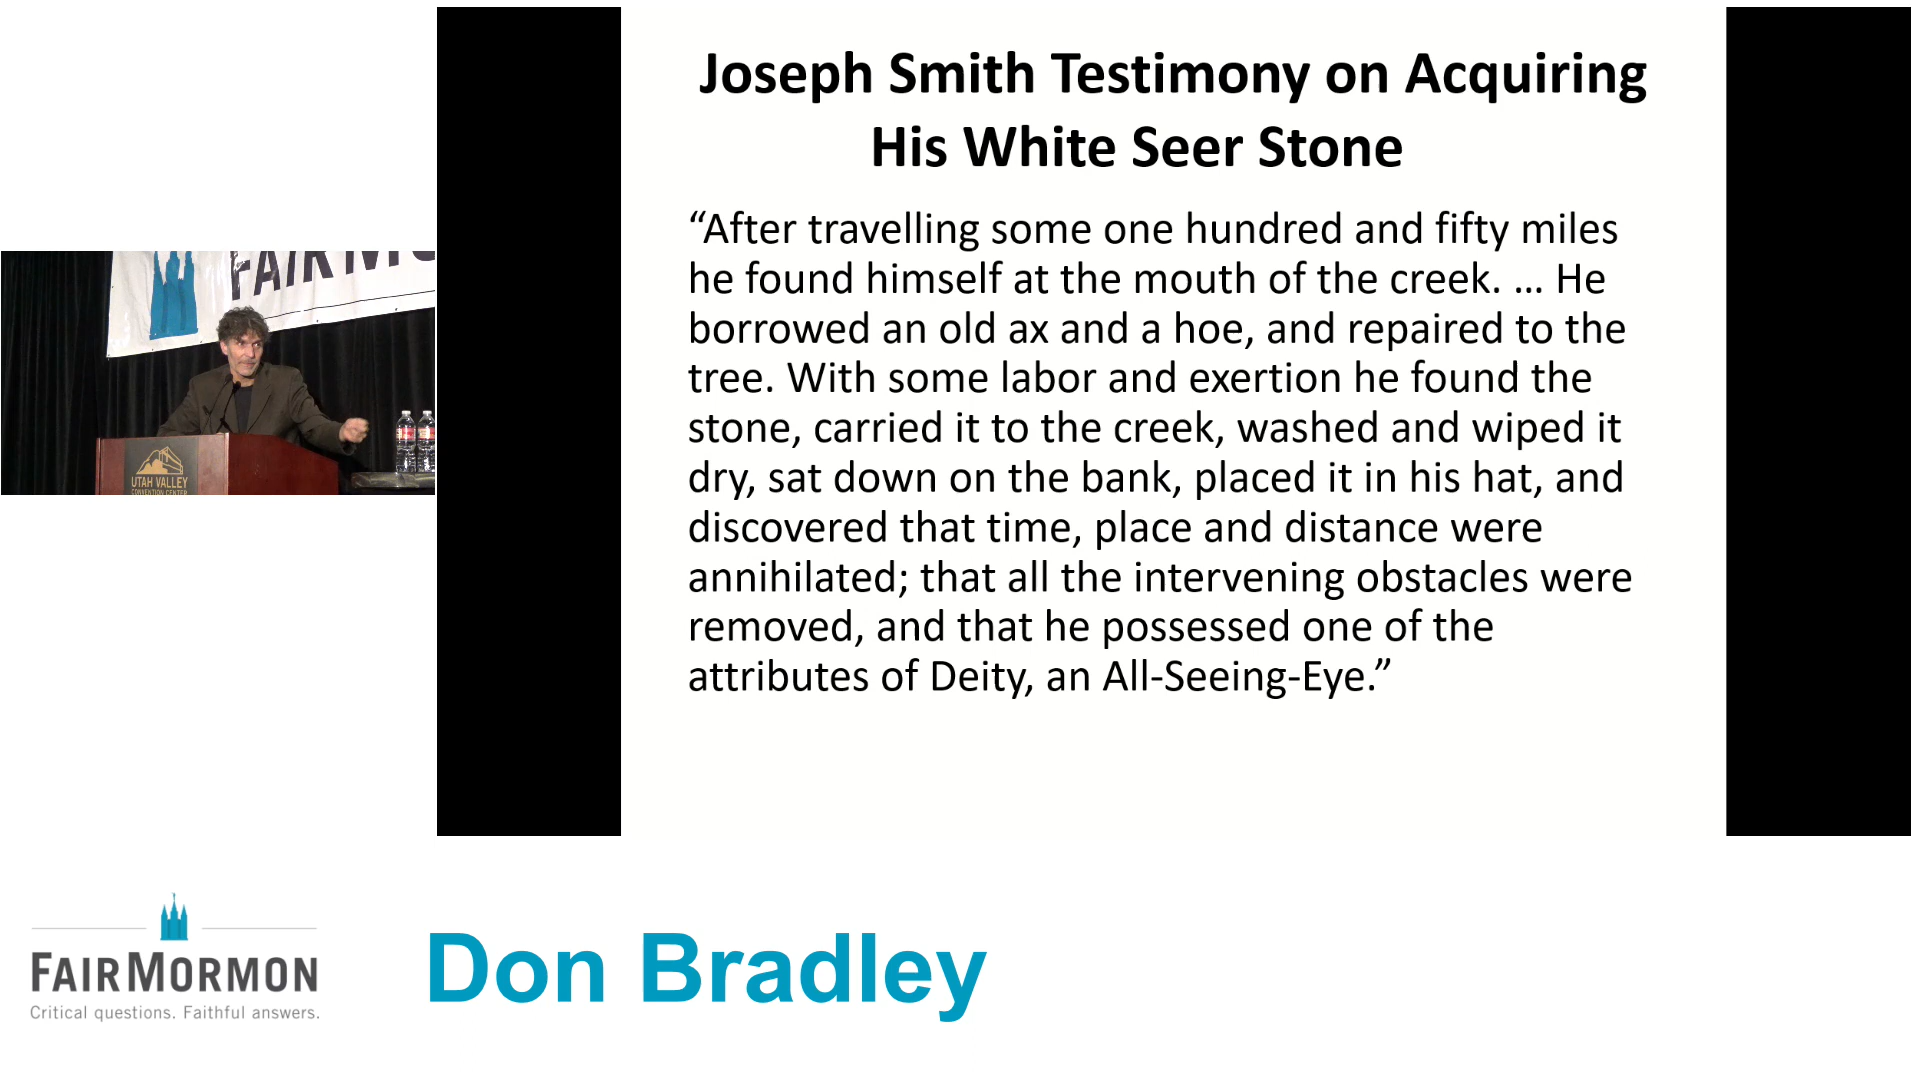 Joseph Smith Testimony on Acquiring
His White Seer Stone
“After travelling some one hundred and fifty miles
he found himself at the mouth of the creek. … He
borrowed an old ax and a hoe, and repaired to the
tree. With some labor and exertion he found the
stone, carried it to the creek, washed and wiped it
dry, sat down on the bank, placed it in his hat, and
discovered that time, place and distance were
annihilated; that all the intervening obstacles were
removed, and that he possessed one of the
attributes of Deity, an All-Seeing-Eye.”
UTAH VALLEY
CONVENTION CENTER
FAIRMORMON
Critical questions. Faithful answers.
Don Bradley